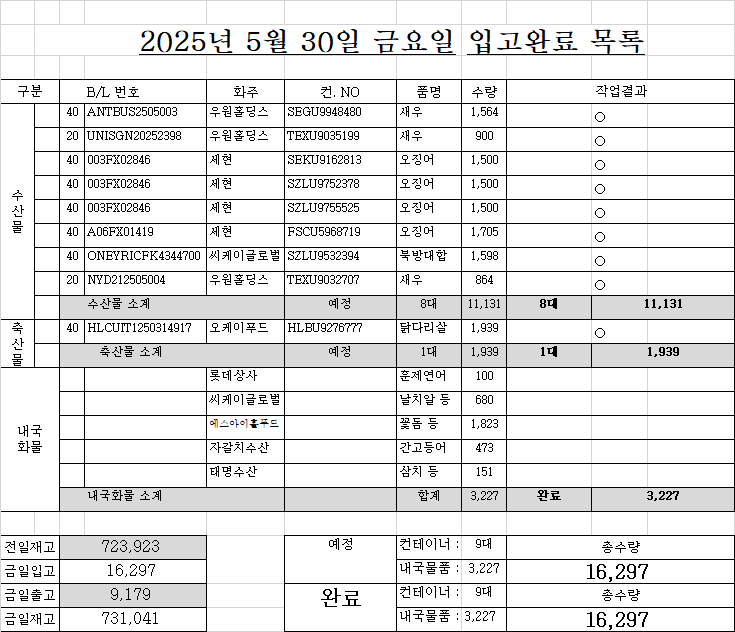 2025년 5월 30일 금요일 입고완료 목록
구분 B/L 번호 화주 컨. NO 품명 수량 작업결과
수산물
40 ANTBUS2505003 우원홀딩스 SEGU9948480 새우 1,564 ○
20 UNISGN20252398 우원홀딩스 TEXU9035199 새우 900 ○
40 003FX02846 세현 SEKU9162813 오징어 1,500 ○
40 003FX02846 세현 SZLU9752378 오징어 1,500 ○
40 003FX02846 세현 SZLU9755525 오징어 1,500 ○
40 A06FX01419 세현 FSCU5968719 오징어 1,705 ○
40 ONEYRICFK4344700 씨케이글로벌 SZLU9532394 북방대합 1,598 ○
20 NYD212505004 우원홀딩스 TEXU9032707 새우 864 ○
수산물 소계 예정 8대 11,131 8대 11,131
축산물
40 HLCUIT1250314917 오케이푸드 HLBU9276777 닭다리살 1,939 ○
축산물 소계 예정 1대 1,939 1대 1,939
내국
화물
롯데상사 훈제연어 100
씨케이글로벌 날치알 등 680
에스아이홀푸드 꽃돔 등 1,823
자갈치수산 간고등어 473
태명수산 삼치 등 151
내국화물 소계 합계 3,227 완료 3,227
전일재고 723,923 예정 컨테이너 : 9대 총수량
금일입고 16,297 내국물품 : 3,227 16,297
금일출고 9,179 완료 컨테이너 : 9대 총수량
금일재고 731,041 내국물품 : 3,227 16,297